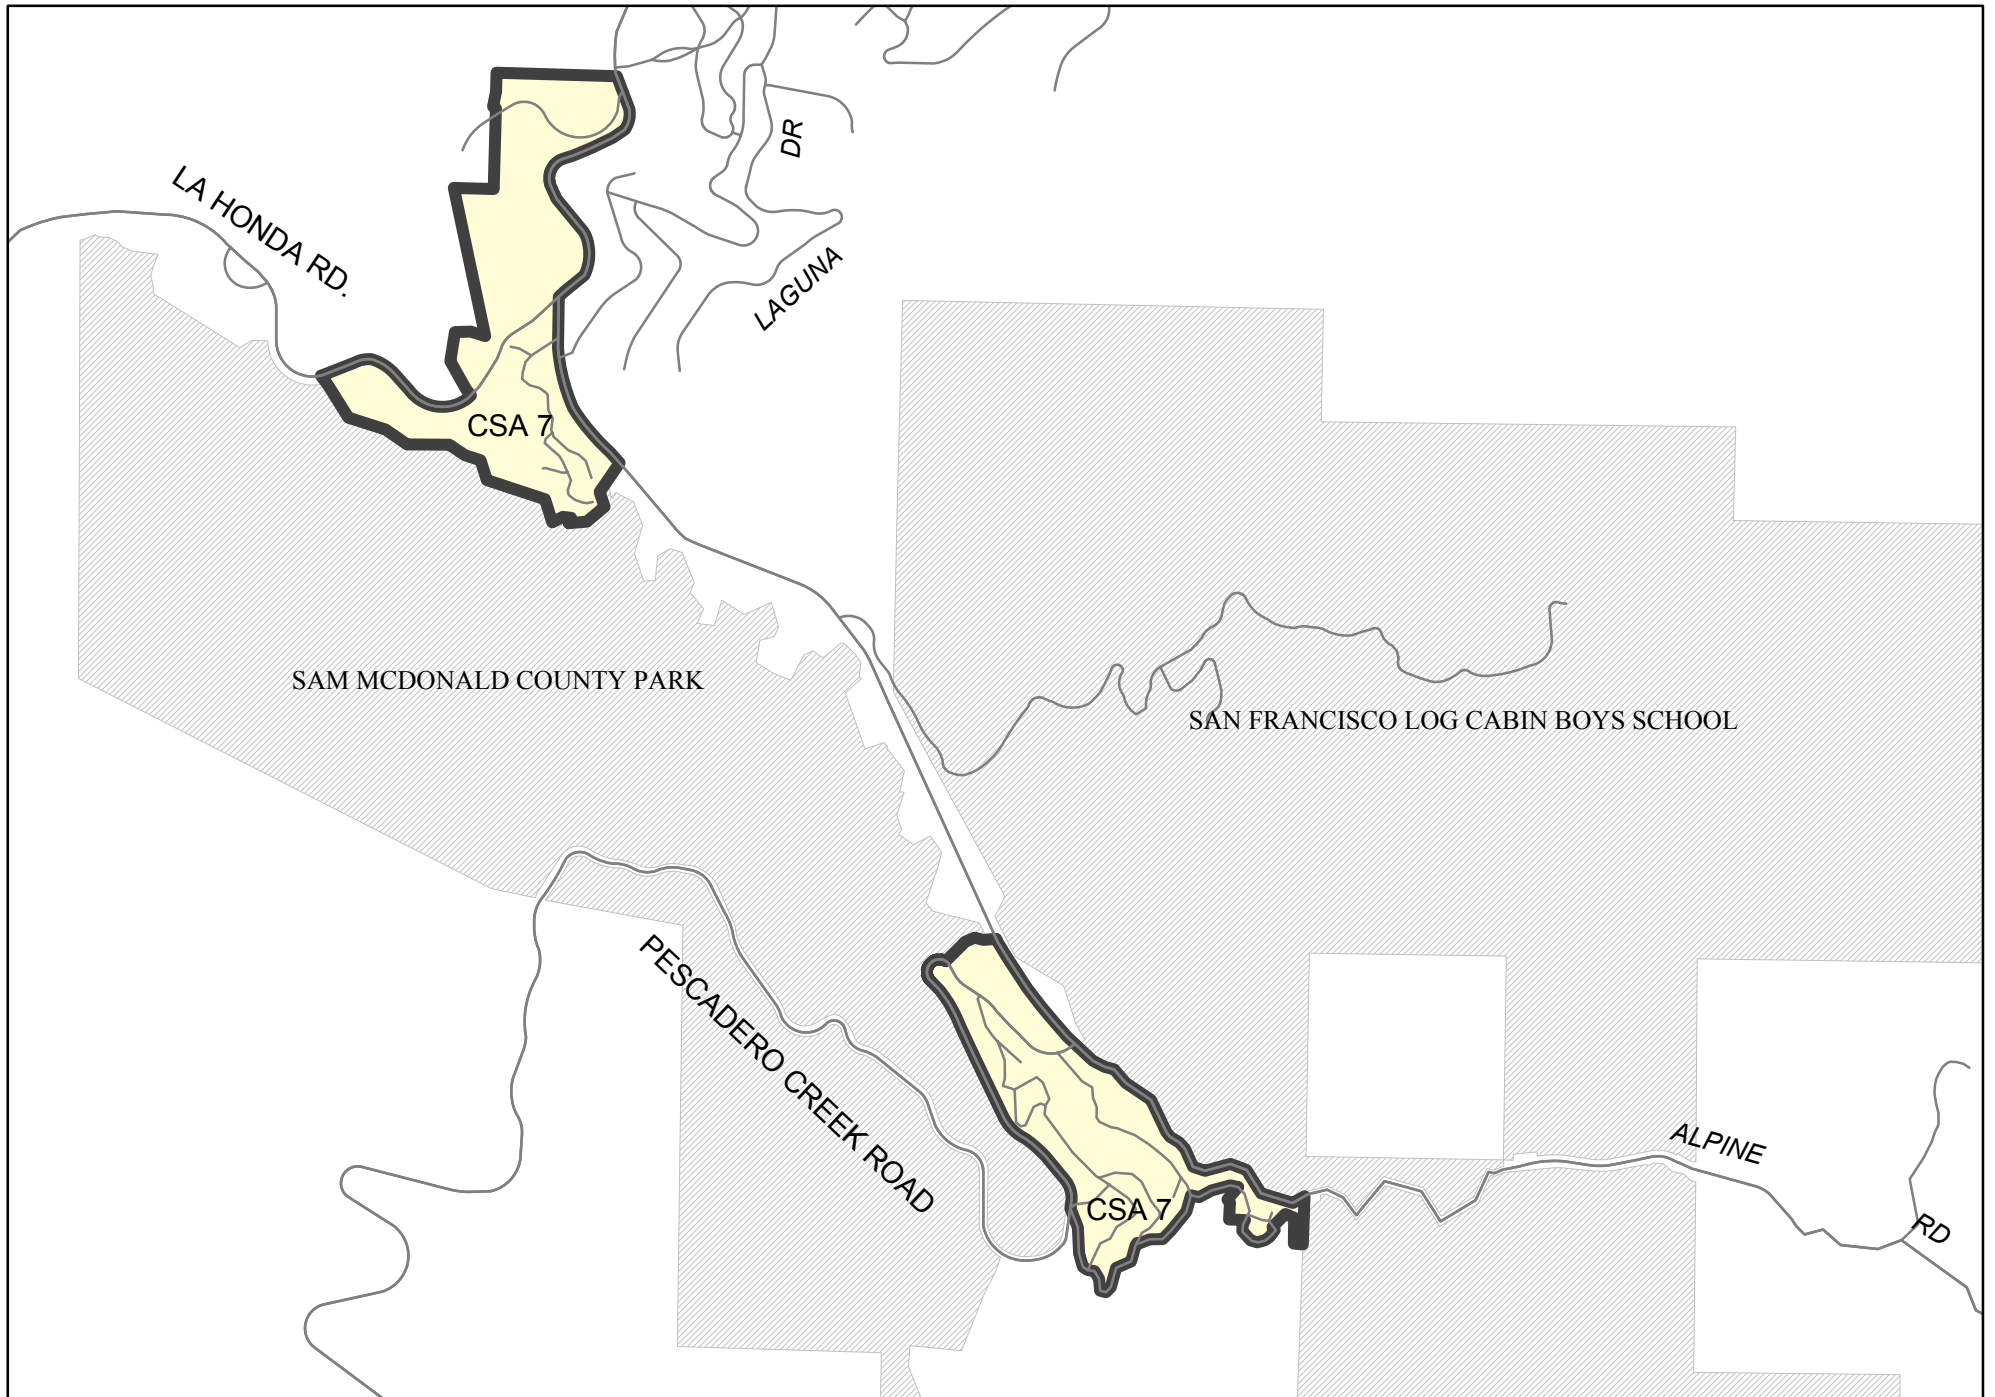 DR
LA HONDA RD.
LAGUNA
CSA 7
SAM MCDONALD COUNTY PARK
SAN FRANCISCO LOG CABIN BOYS SCHOOL
PESCADERO CREEK ROAD
ALPINE
CSA 7
RD